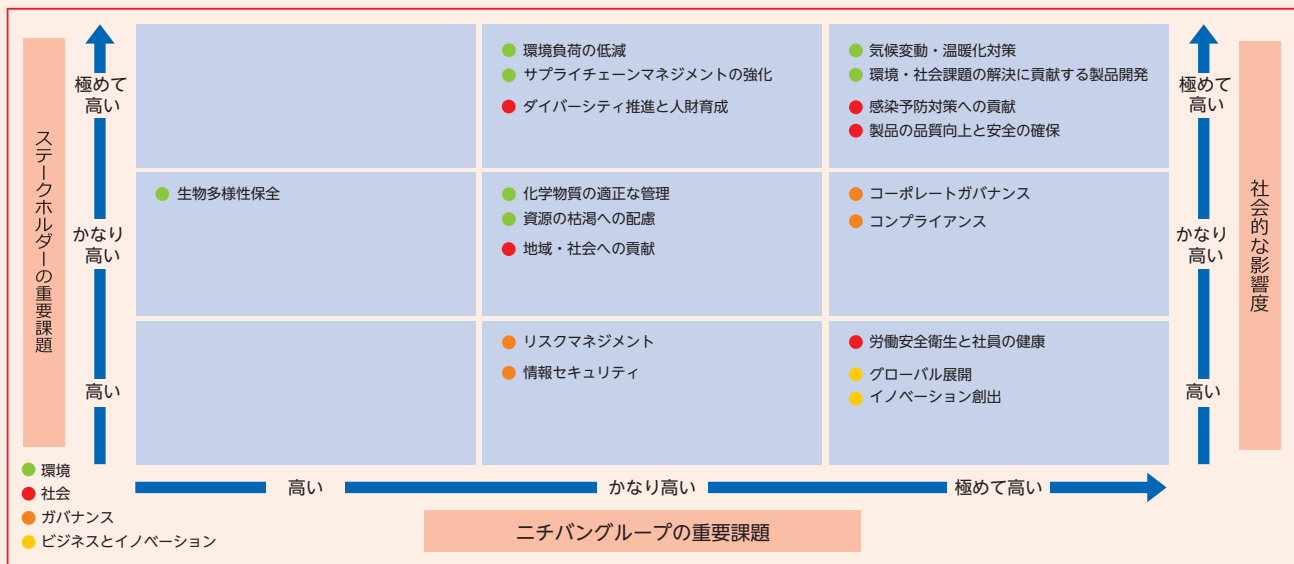 ステークホルダーの重要課題
極めて
高い
かなり
高い
高い
環境負荷の低減
サプライチェーンマネジメントの強化
ダイバーシティ推進と人財育成
気候変動・温暖化対策
環境・社会課題の解決に貢献する製品開発
感染予防対策への貢献
製品の品質向上と安全の確保
生物多様性保全
化学物質の適正な管理
資源の枯渇への配慮
地域・社会への貢献
コーポレートガバナンス
コンプライアンス
リスクマネジメント
情報セキュリティ
労働安全衛生と社員の健康
グローバル展開
イノベーション創出
極めて
高い
かなり
高い
高い
社会的な影響度
環境
社会
ガバナンス
ビジネスとイノベーション
高い
かなり高い
極めて高い
ニチバングループの重要課題